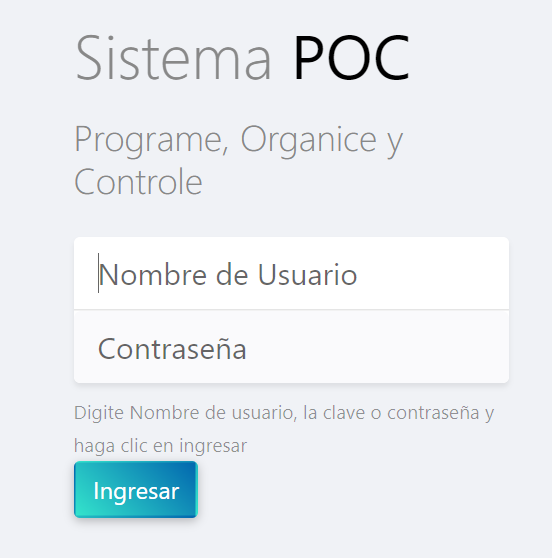 Sistema POC
Programe, Organice y
Controle
Nombre de Usuario
Contraseña
Digite Nombre de usuario, la clave o contraseña y
haga clic en ingresar
Ingresar